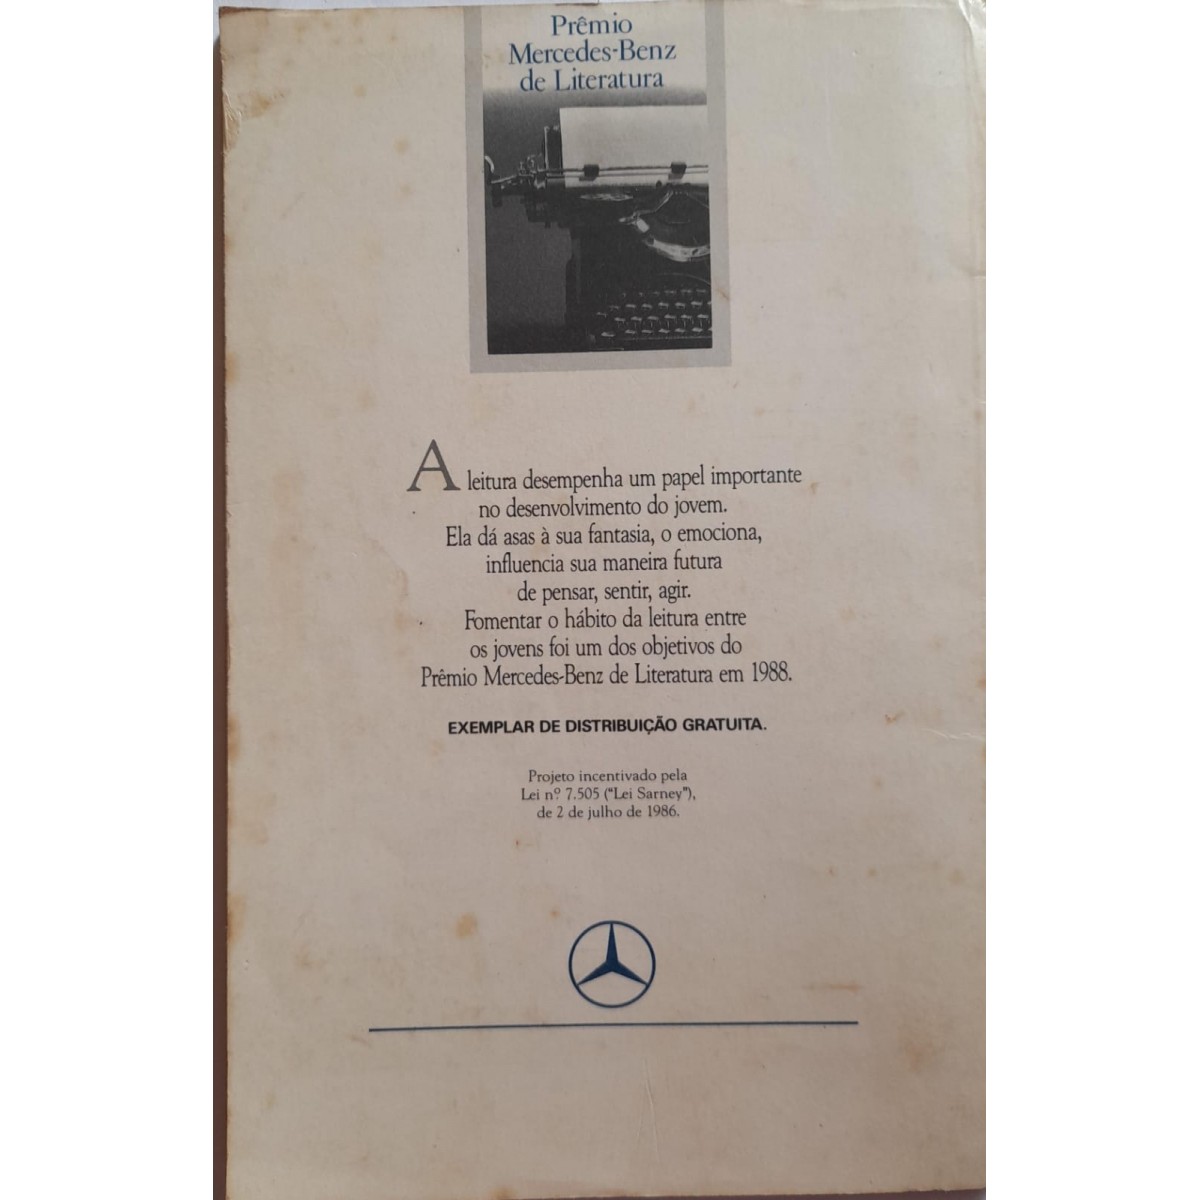 Prêmio
Mercedes-Benz
de Literatura
A leitura desempenha um papel importante
no desenvolvimento do jovem.
Ela dá asas à sua fantasia, o emociona,
influencia sua maneira futura
de pensar, sentir, agir.
Fomentar o hábito da leitura entre
os jovens foi um dos objetivos do
Prêmio Mercedes-Benz de Literatura em 1988.
EXEMPLAR DE DISTRIBUIÇÃO GRATUITA.
Projeto incentivado pela
Lei nº 7.505 (“Lei Sarney”),
de 2 de julho de 1986.